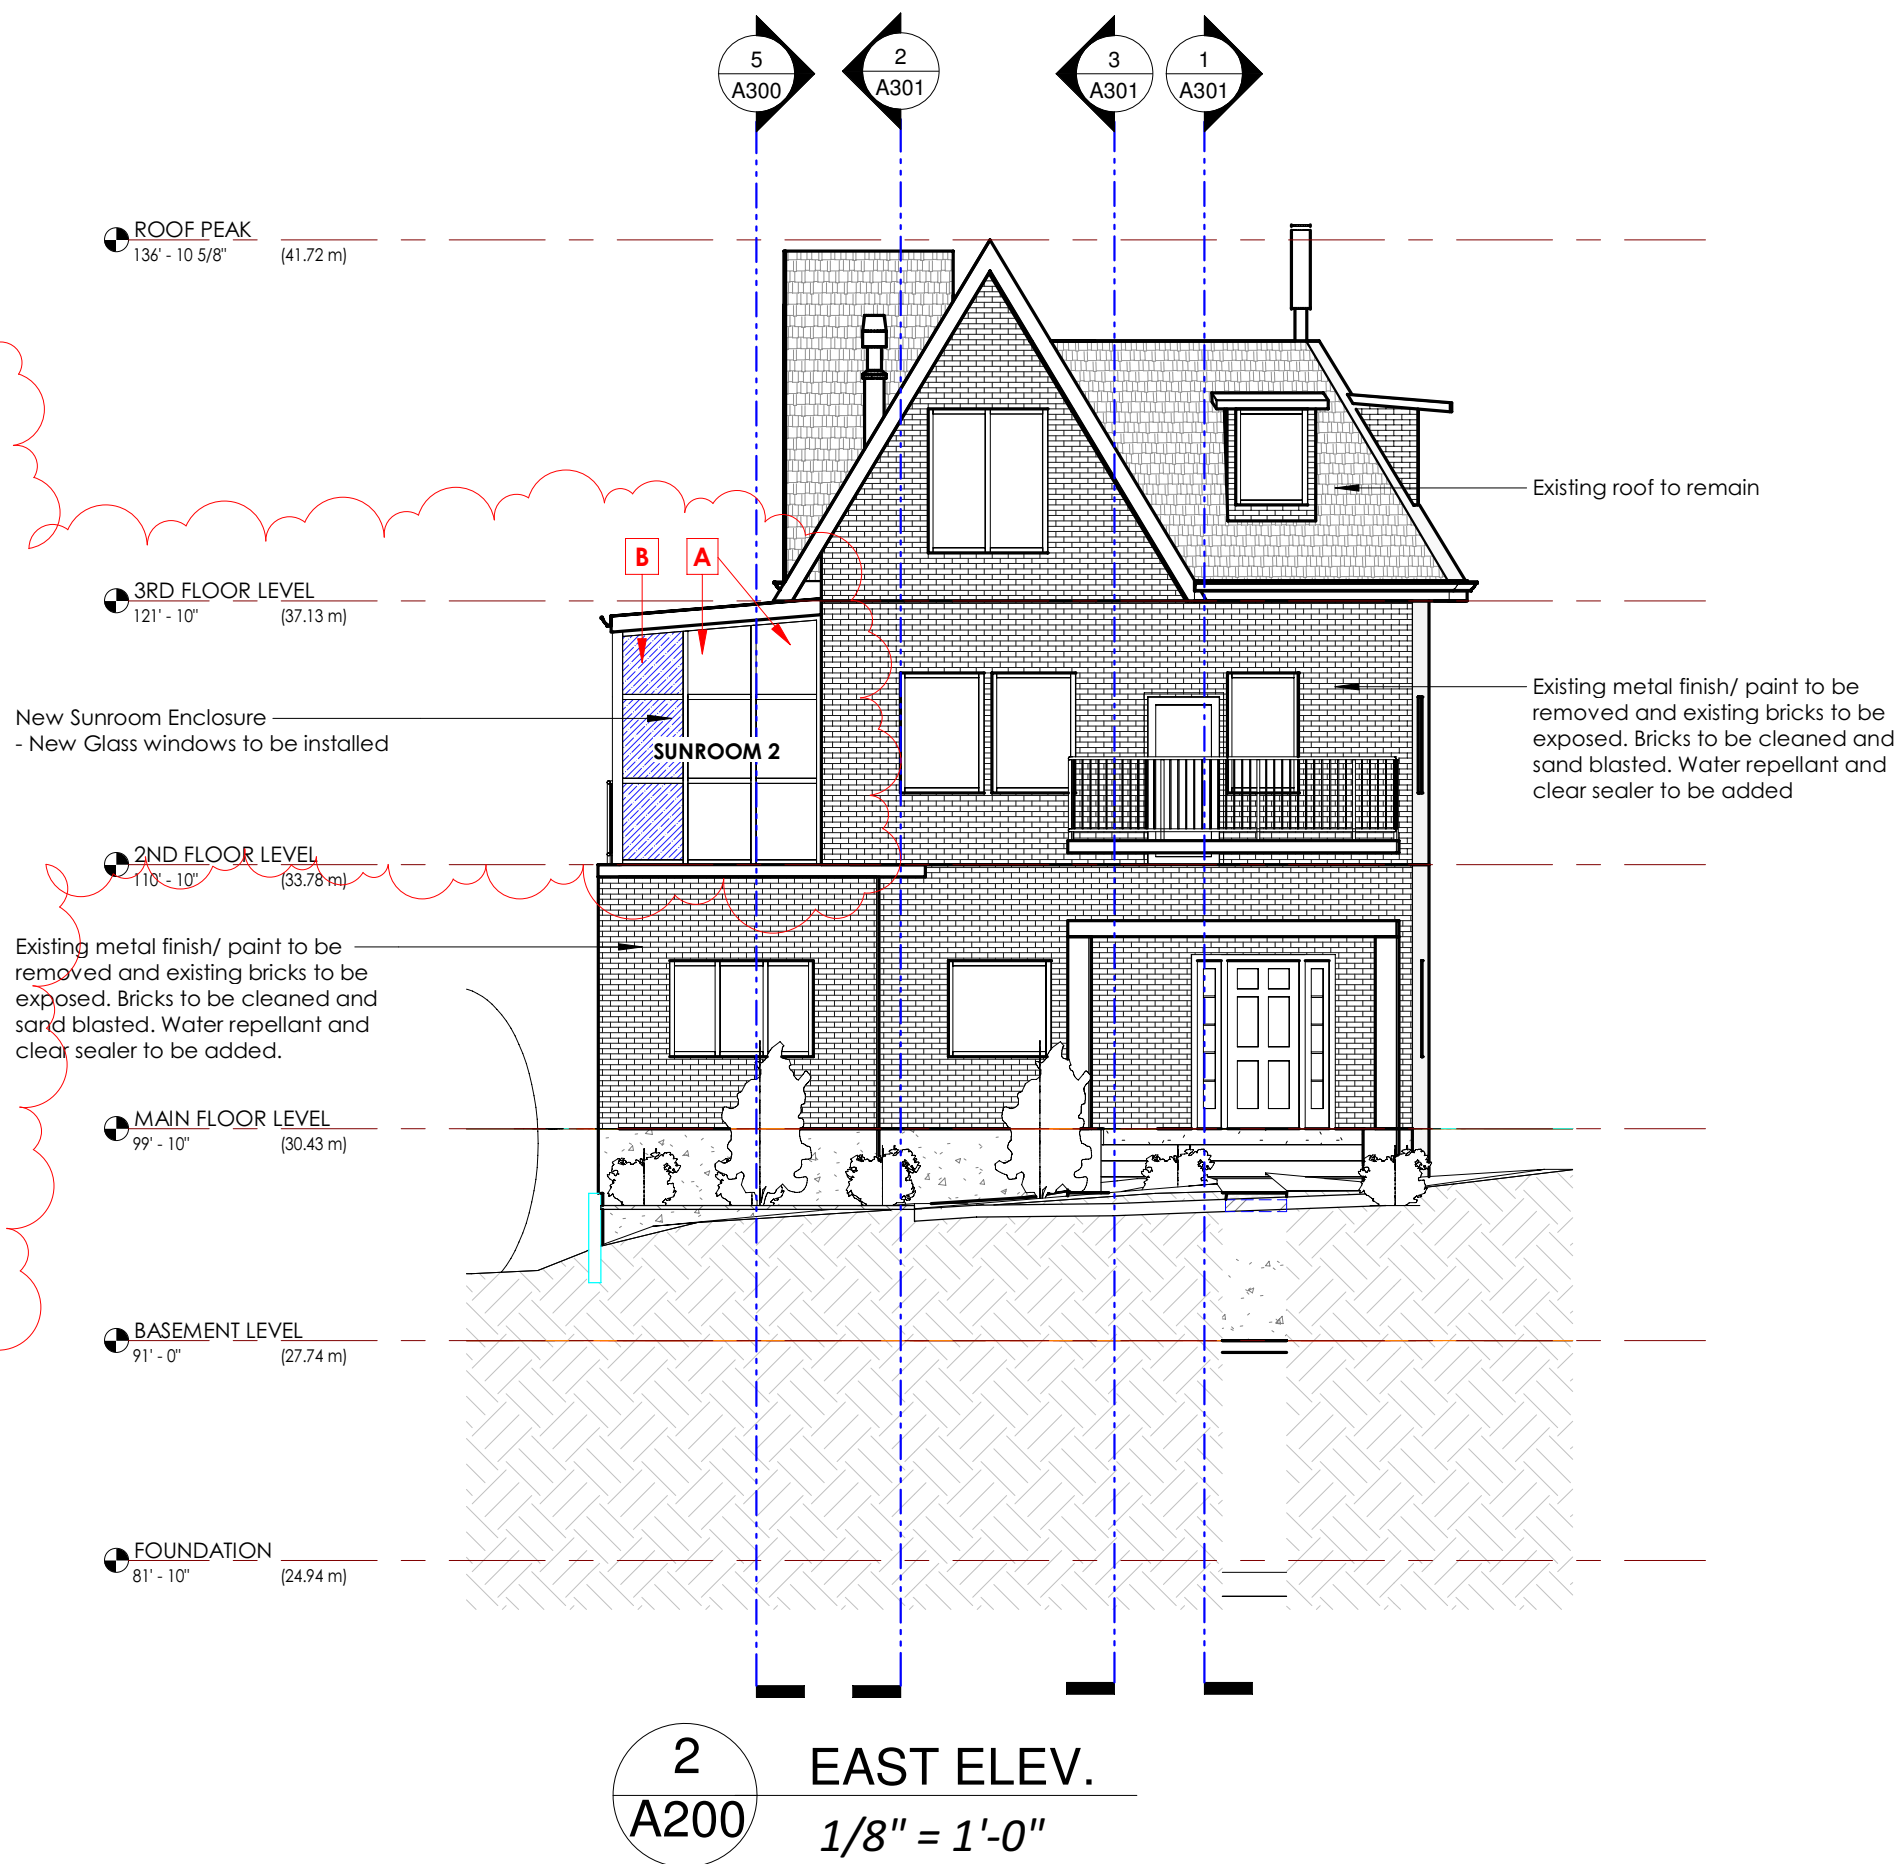 5
A300
2
A301
3
A301
1
A301
ROOF PEAK
136' - 10 5/8" (41.72 m)
Existing roof to remain
B
A
3RD FLOOR LEVEL
121' - 10" (37.13 m)
New Sunroom Enclosure
- New Glass windows to be installed
SUNROOM 2
Existing metal finish/ paint to be
removed and existing bricks to be
exposed. Bricks to be cleaned and
sand blasted. Water repellant and
clear sealer to be added
2ND FLOOR LEVEL
110' - 10" (33.78 m)
Existing metal finish/ paint to be
removed and existing bricks to be
exposed. Bricks to be cleaned and
sand blasted. Water repellant and
clear sealer to be added.
MAIN FLOOR LEVEL
99' - 10" (30.43 m)
BASEMENT LEVEL
91' - 0" (27.74 m)
FOUNDATION
81' - 10" (24.94 m)
2
A200
EAST ELEV.
1/8" = 1'-0"